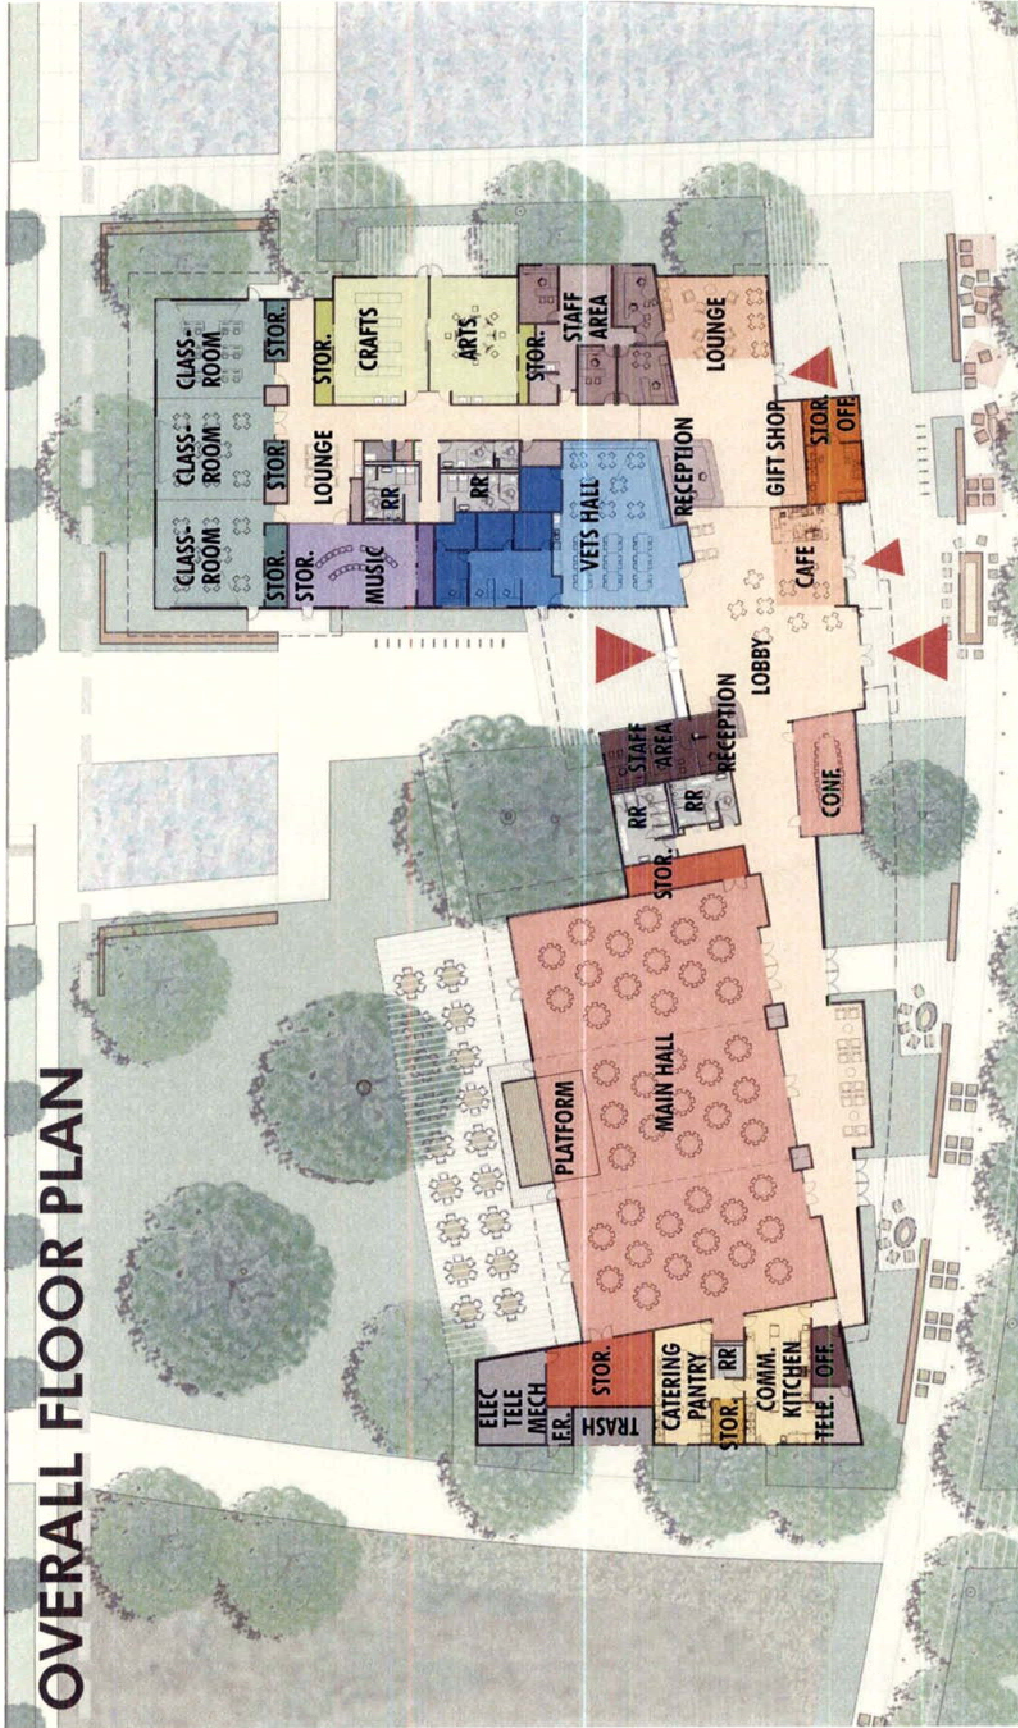 OVERALL FLOOR PLAN
ELEC
TELE
MECH
F.R.
TRASH
STOR.
CATERING
PANTRY
STOR.
RR
COMM.
KITCHEN
TELE.
OFF.
PLATFORM
MAIN HALL
STOR.
RR
RR
STAFF
AREA
RECEPTION
CONF.
LOBBY
CLASS-
ROOM
CLASS-
ROOM
CLASS-
ROOM
STOR.
STOR.
STOR.
STOR.
MUSIC
LOUNGE
RR
RR
VETS HALL
RECEPTION
CAFE
GIFT SHOP
STOR.
OFF.
STOR.
CRAFTS
ARTS
STOR.
STAFF
AREA
LOUNGE